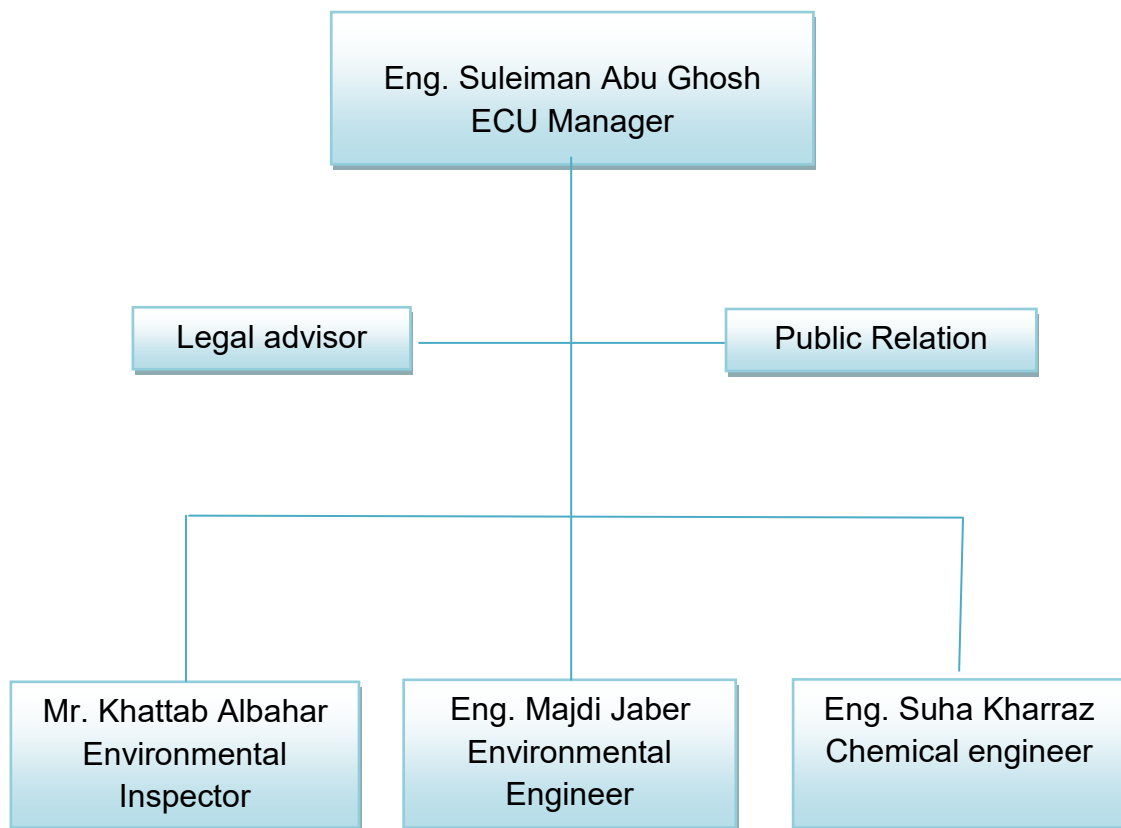 Eng. Suleiman Abu Ghosh
ECU Manager
Legal advisor
Public Relation
Mr. Khattab Albahar
Environmental
Inspector
Eng. Majdi Jaber
Environmental
Engineer
Eng. Suha Kharraz
Chemical engineer